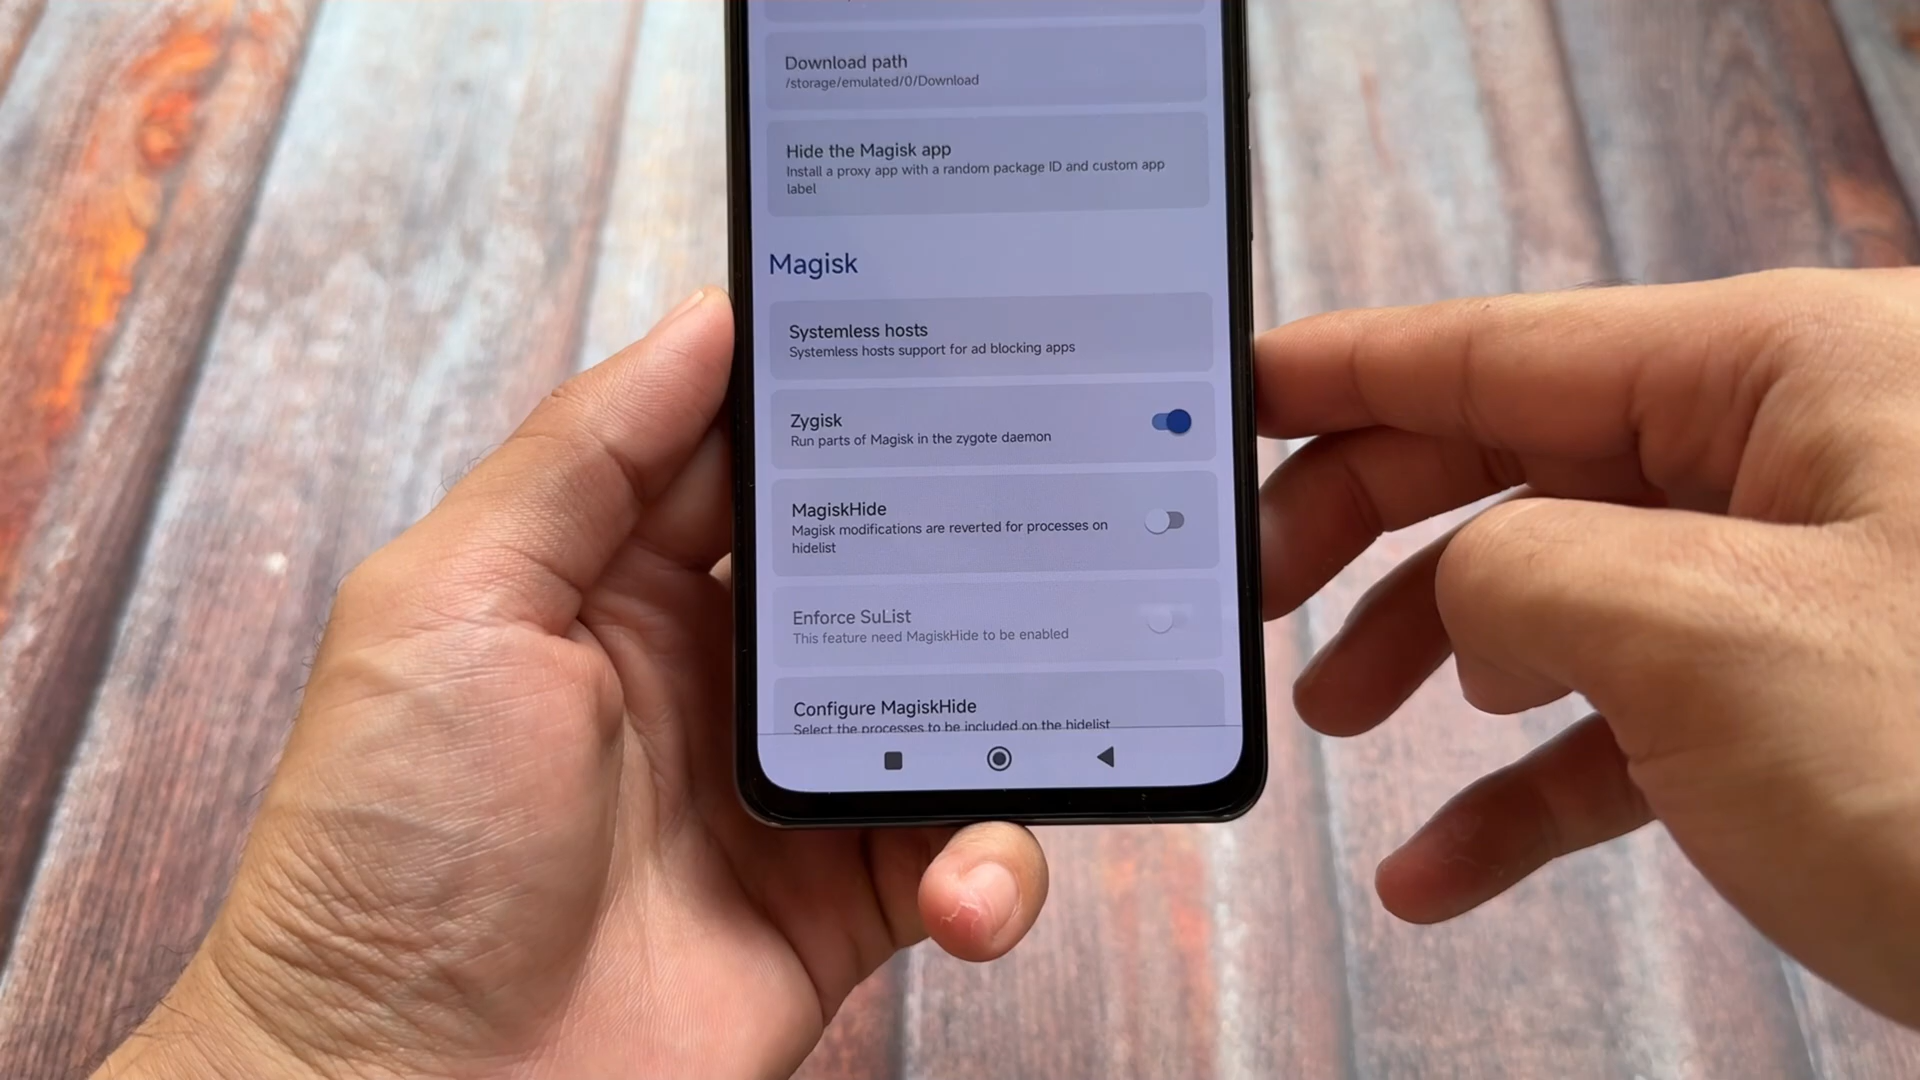 Download path
/storage/emulated/0/Download
Hide the Magisk app
Install a proxy app with a random package ID and custom app
label
Magisk
Systemless hosts
Systemless hosts support for ad blocking apps
Zygisk
Run parts of Magisk in the zygote daemon
MagiskHide
Magisk modifications are reverted for processes on
hidelist
Enforce SuList
This feature need MagiskHide to be enabled
Configure MagiskHide
Select the processes to be included on the hidelist